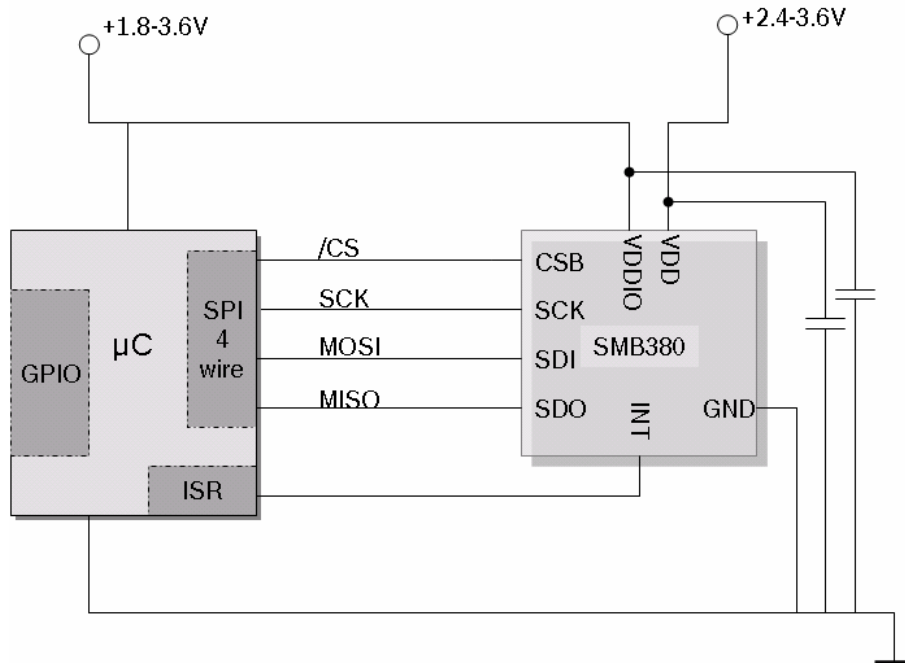 +1.8-3.6V
+2.4-3.6V
/CS
SCK
MOSI
MISO
SPI
4
wire
µC
GPIO
ISR
CSB
SCK
SDI
SDO
VDDIO
VDD
SMB380
INT
GND